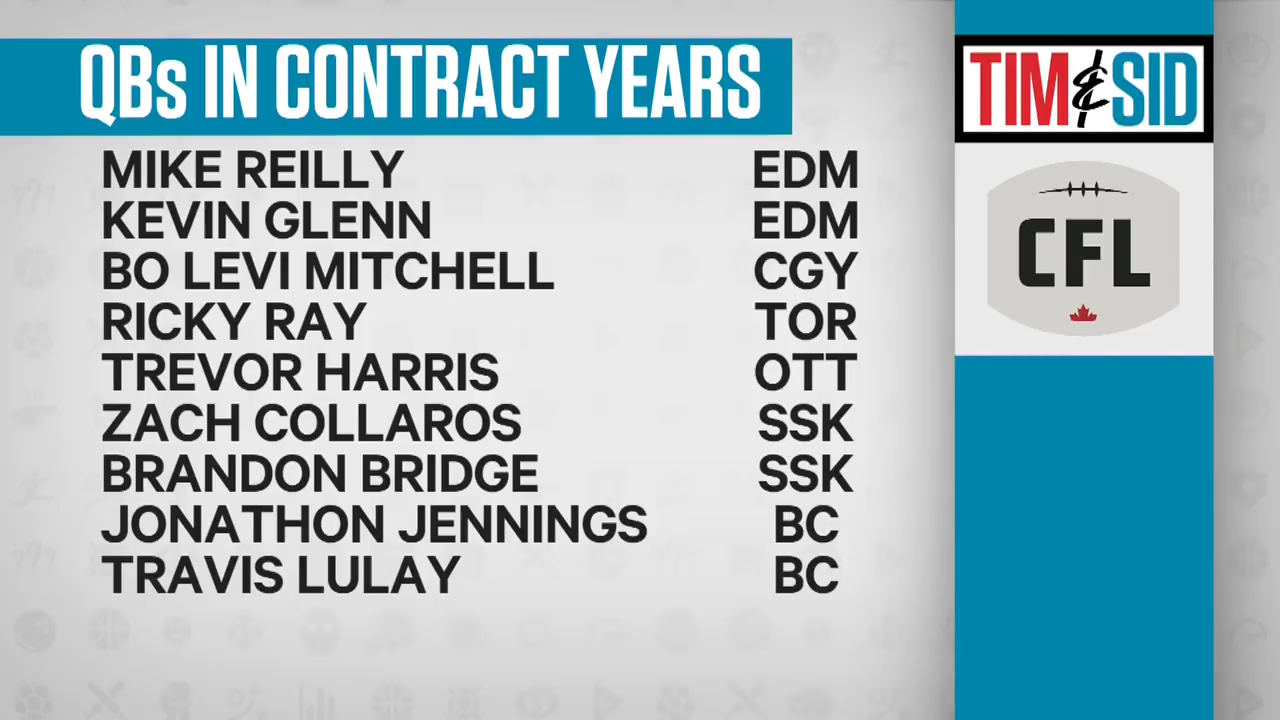 QBs IN CONTRACT YEARS
MIKE REILLY EDM
KEVIN GLENN EDM
BO LEVI MITCHELL CGY
RICKY RAY TOR
TREVOR HARRIS OTT
ZACH COLLAROS SSK
BRANDON BRIDGE SSK
JONATHON JENNINGS BC
TRAVIS LULAY BC
TIM & SID
CFL